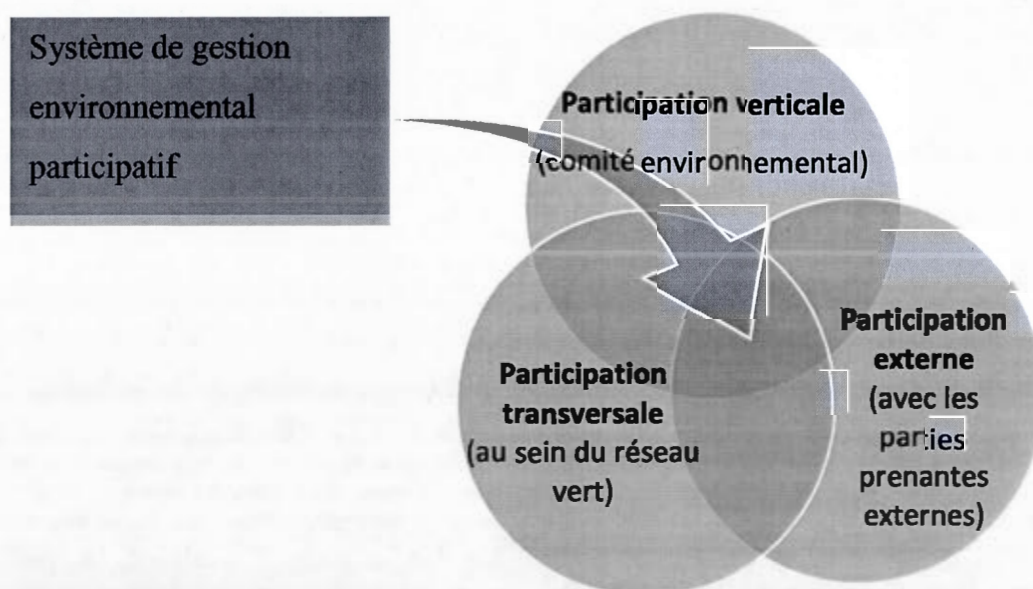 Système de gestion
environnemental
participatif
Participation verticale
(comité environnemental)
Participation
transversale
(au sein du réseau
vert)
Participation
externe
(avec les
parties
prenantes
externes)